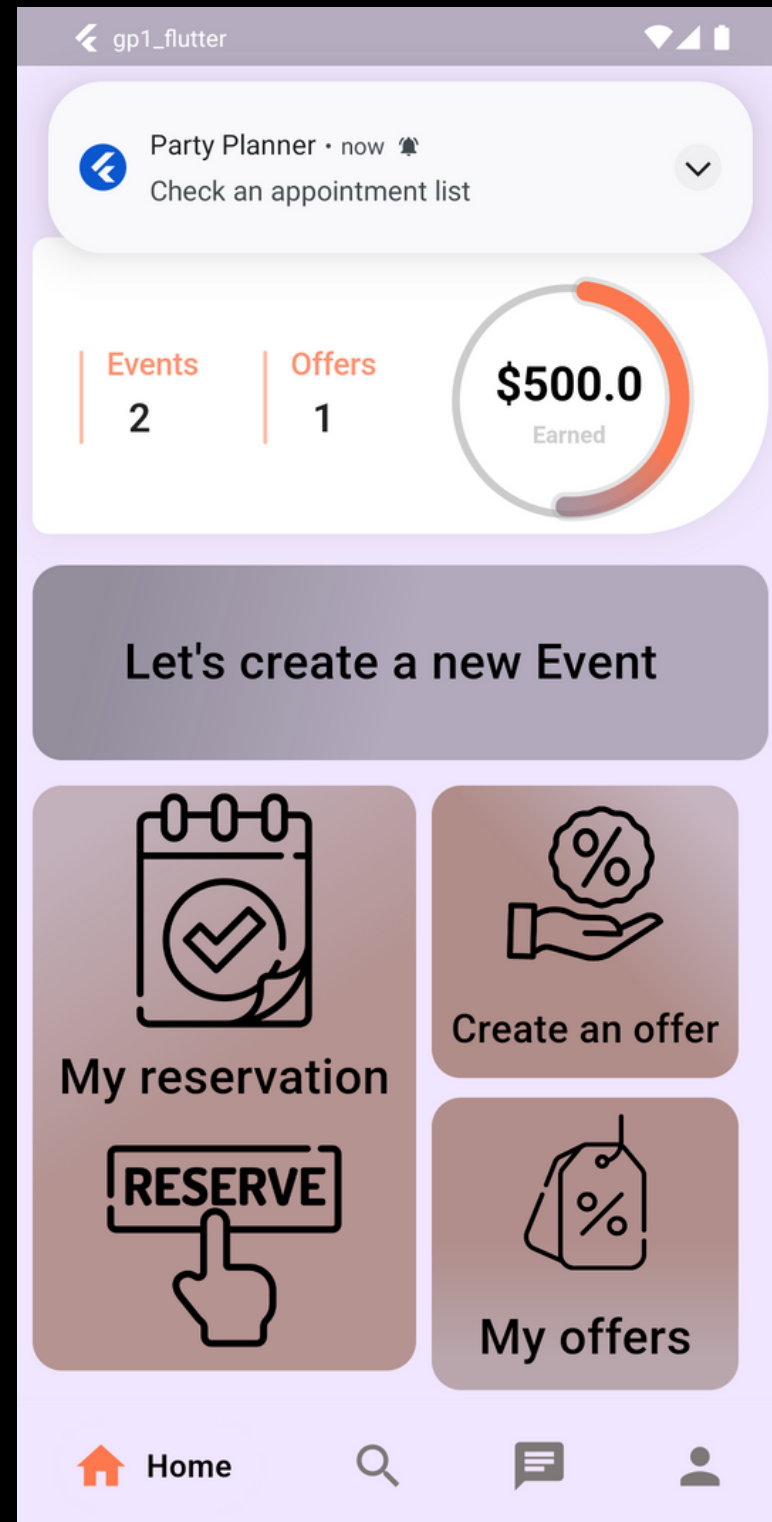 gp1_flutter
Party Planner • now
Check an appointment list
Events
Offers
2
1
$500.0
Earned
Let's create a new Event
My reservation
RESERVE
%
Create an offer
%
My offers
Home